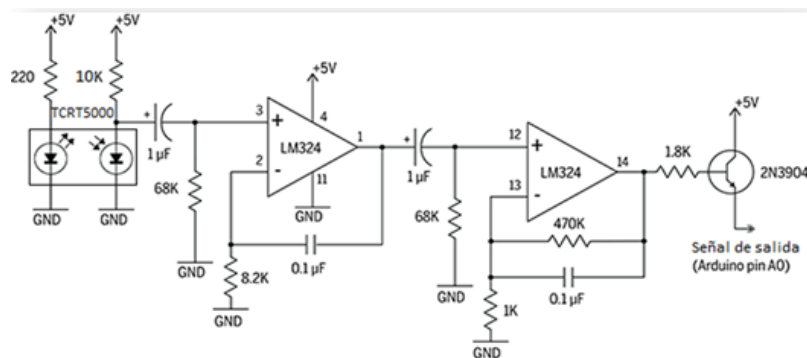 +5V
+5V
220
10K
TCRT5000
GND
GND
+
1 µF
68K
GND
+5V
3
+
4
LM324
1
2
-
11
GND
0.1 µF
8.2K
GND
+
1 µF
68K
GND
12
+
LM324
14
13
-
470K
0.1 µF
1K
GND
1.8K
+5V
2N3904
Señal de salida
(Arduino pin A0)